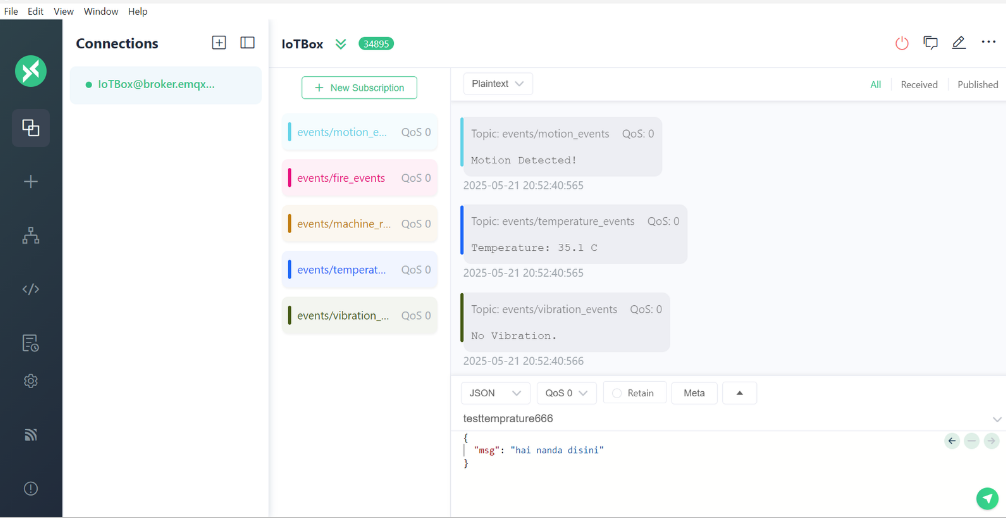 File Edit View Window Help
Connections
IoTBox@broker.emqx...
IoTBox 34895
+ New Subscription
events/motion_e... QoS 0
events/fire_events QoS 0
events/machine_r... QoS 0
events/temperat... QoS 0
events/vibration_... QoS 0
Plaintext
All Received Published
Topic: events/motion_events QoS: 0
Motion Detected!
2025-05-21 20:52:40:565
Topic: events/temperature_events QoS: 0
Temperature: 35.1 C
2025-05-21 20:52:40:565
Topic: events/vibration_events QoS: 0
No Vibration.
2025-05-21 20:52:40:566
JSON QoS 0 Retain Meta
testtemprature666
{
"msg": "hai nanda disini"
}